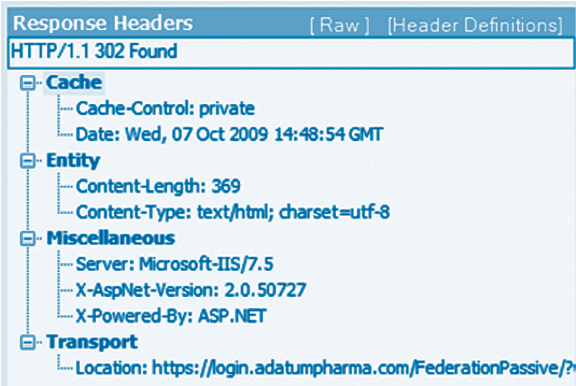 Response Headers [ Raw ] [Header Definitions]
HTTP/1.1 302 Found
Cache
Cache-Control: private
Date: Wed, 07 Oct 2009 14:48:54 GMT
Entity
Content-Length: 369
Content-Type: text/html; charset=utf-8
Miscellaneous
Server: Microsoft-IIS/7.5
X-AspNet-Version: 2.0.50727
X-Powered-By: ASP.NET
Transport
Location: https://login.adatumpharma.com/FederationPassive/?